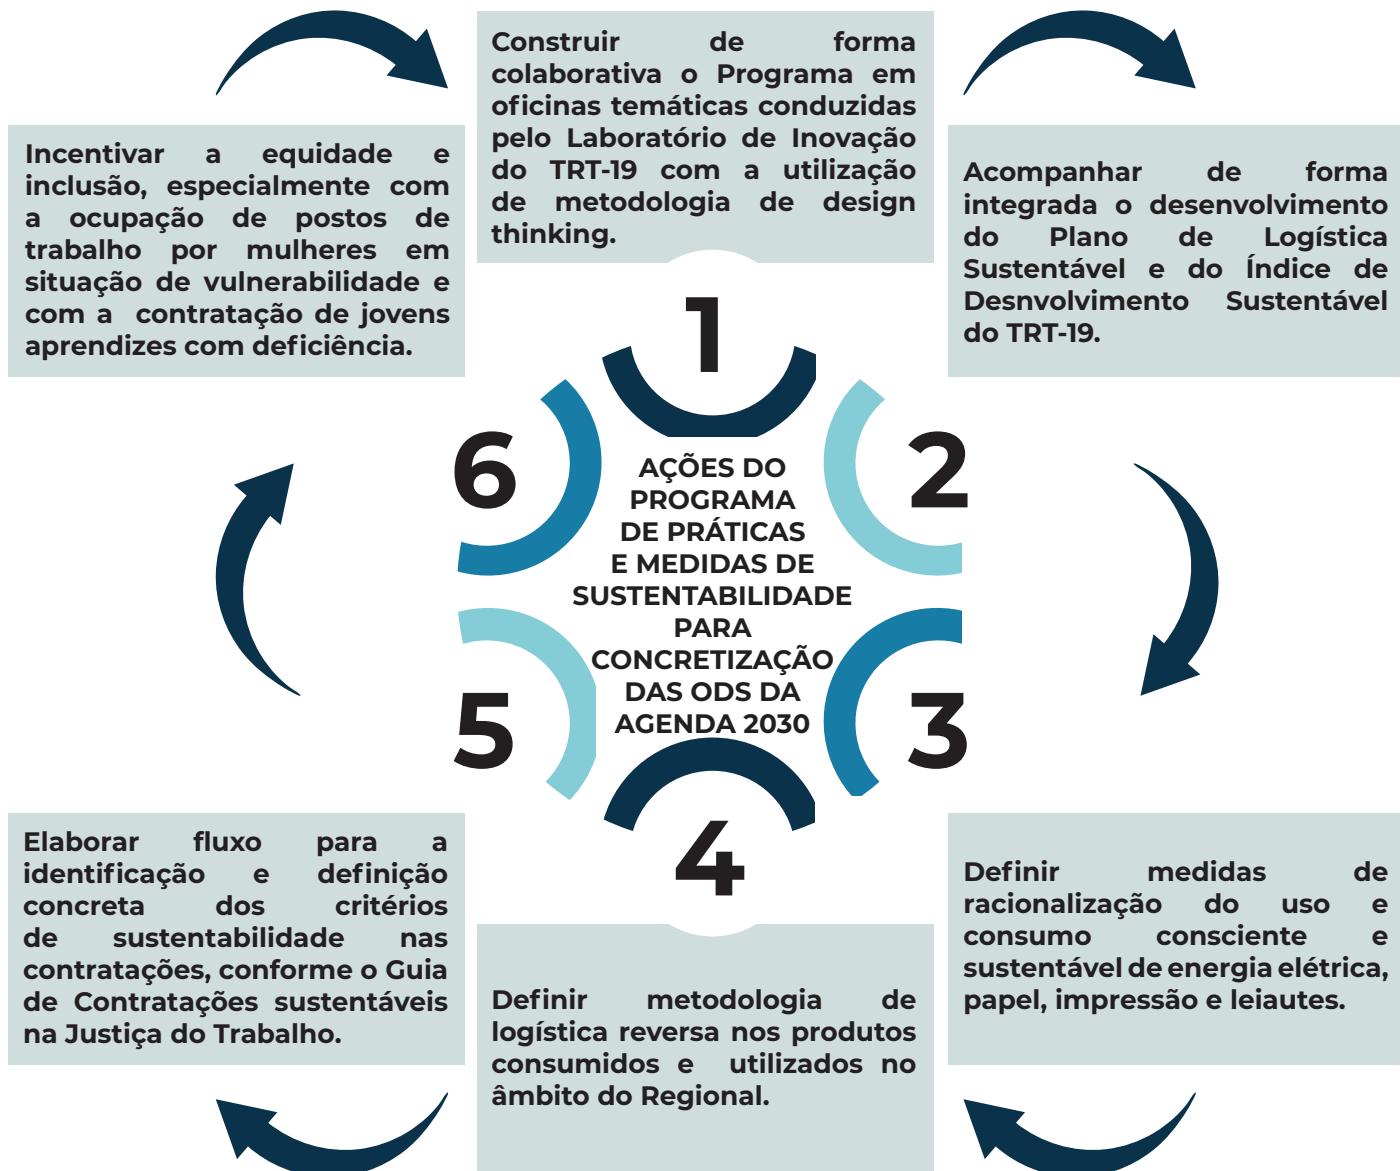 Construir de forma
colaborativa o Programa em
oficinas temáticas conduzidas
pelo Laboratório de Inovação
do TRT-19 com a utilização
de metodologia de design
thinking.
1
Acompanhar de forma
integrada o desenvolvimento
do Plano de Logística
Sustentável e do Índice de
Desnvolvimento Sustentável
do TRT-19.
2
Definir medidas de
racionalização do uso e
consumo consciente e
sustentável de energia elétrica,
papel, impressão e leiautes.
3
Definir metodologia de
logística reversa nos produtos
consumidos e utilizados no
âmbito do Regional.
4
Elaborar fluxo para a
identificação e definição
concreta dos critérios
de sustentabilidade nas
contratações, conforme o Guia
de Contratações sustentáveis
na Justiça do Trabalho.
5
Incentivar a equidade e
inclusão, especialmente com
a ocupação de postos de
trabalho por mulheres em
situação de vulnerabilidade e
com a contratação de jovens
aprendizes com deficiência.
6
AÇÕES DO
PROGRAMA
DE PRÁTICAS
E MEDIDAS DE
SUSTENTABILIDADE
PARA
CONCRETIZAÇÃO
DAS ODS DA
AGENDA 2030